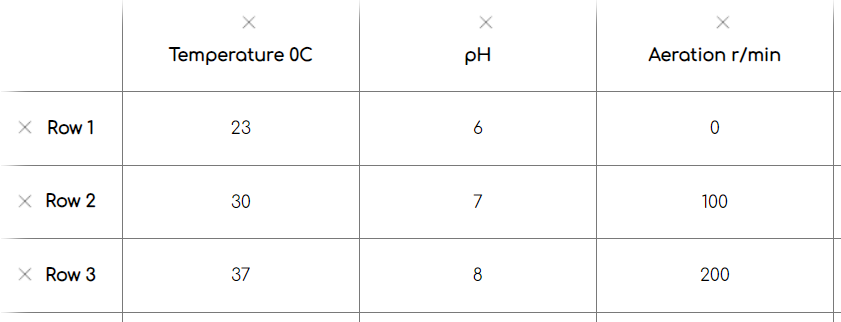 Temperature 0C pH Aeration r/min
Row 1 23 6 0
Row 2 30 7 100
Row 3 37 8 200